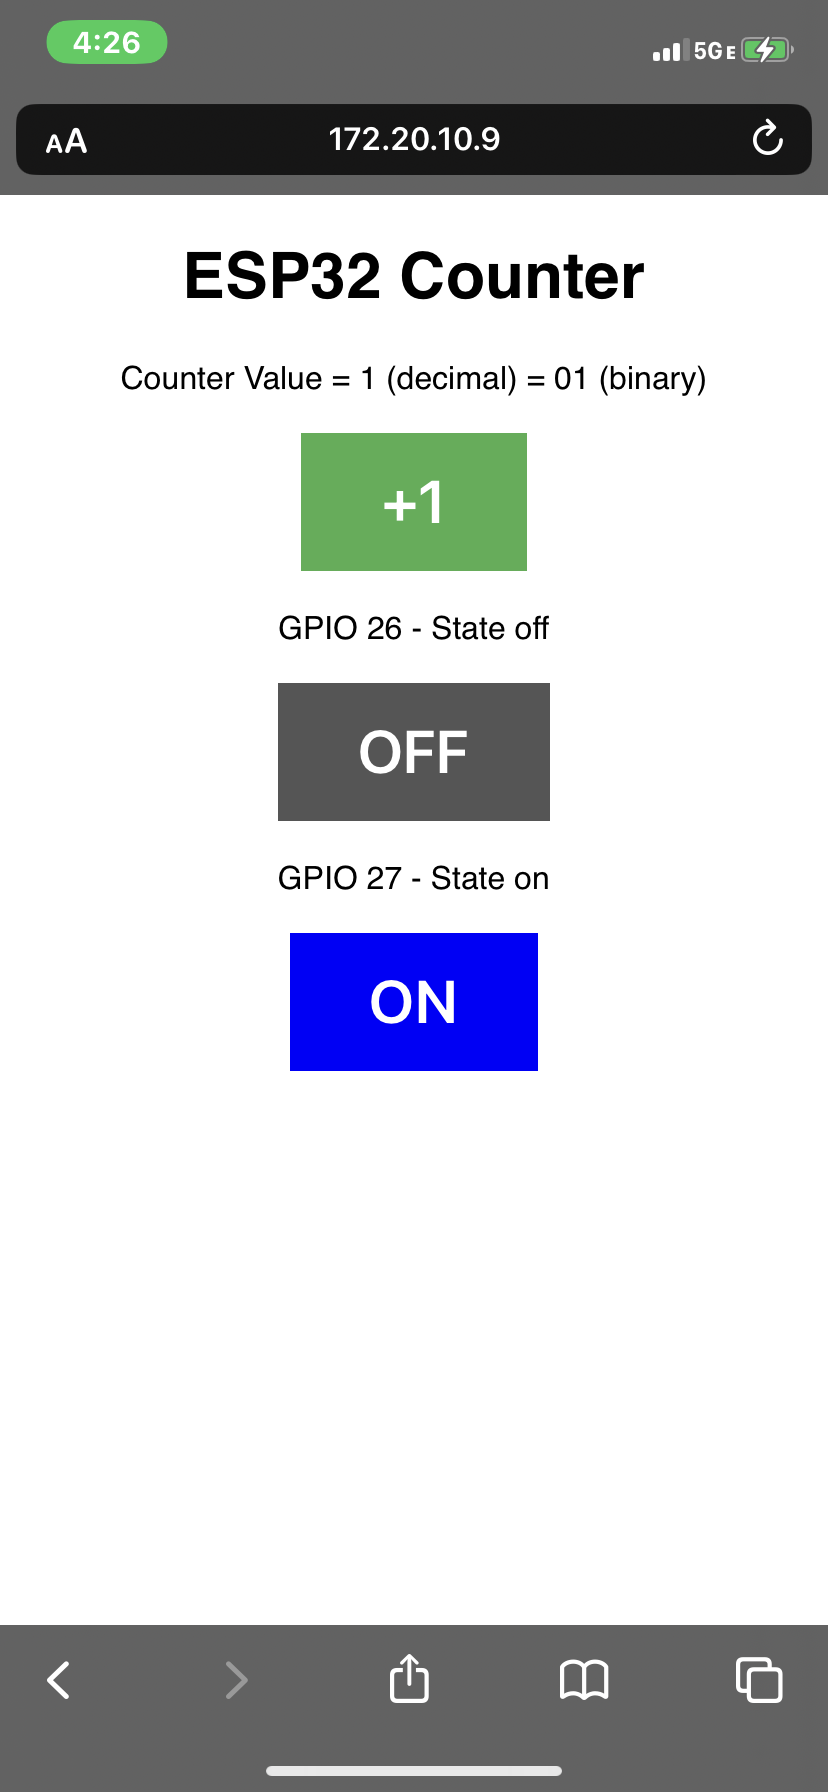 4:26
5GE
AA
172.20.10.9
ESP32 Counter
Counter Value = 1 (decimal) = 01 (binary)
+1
GPIO 26 - State off
OFF
GPIO 27 - State on
ON